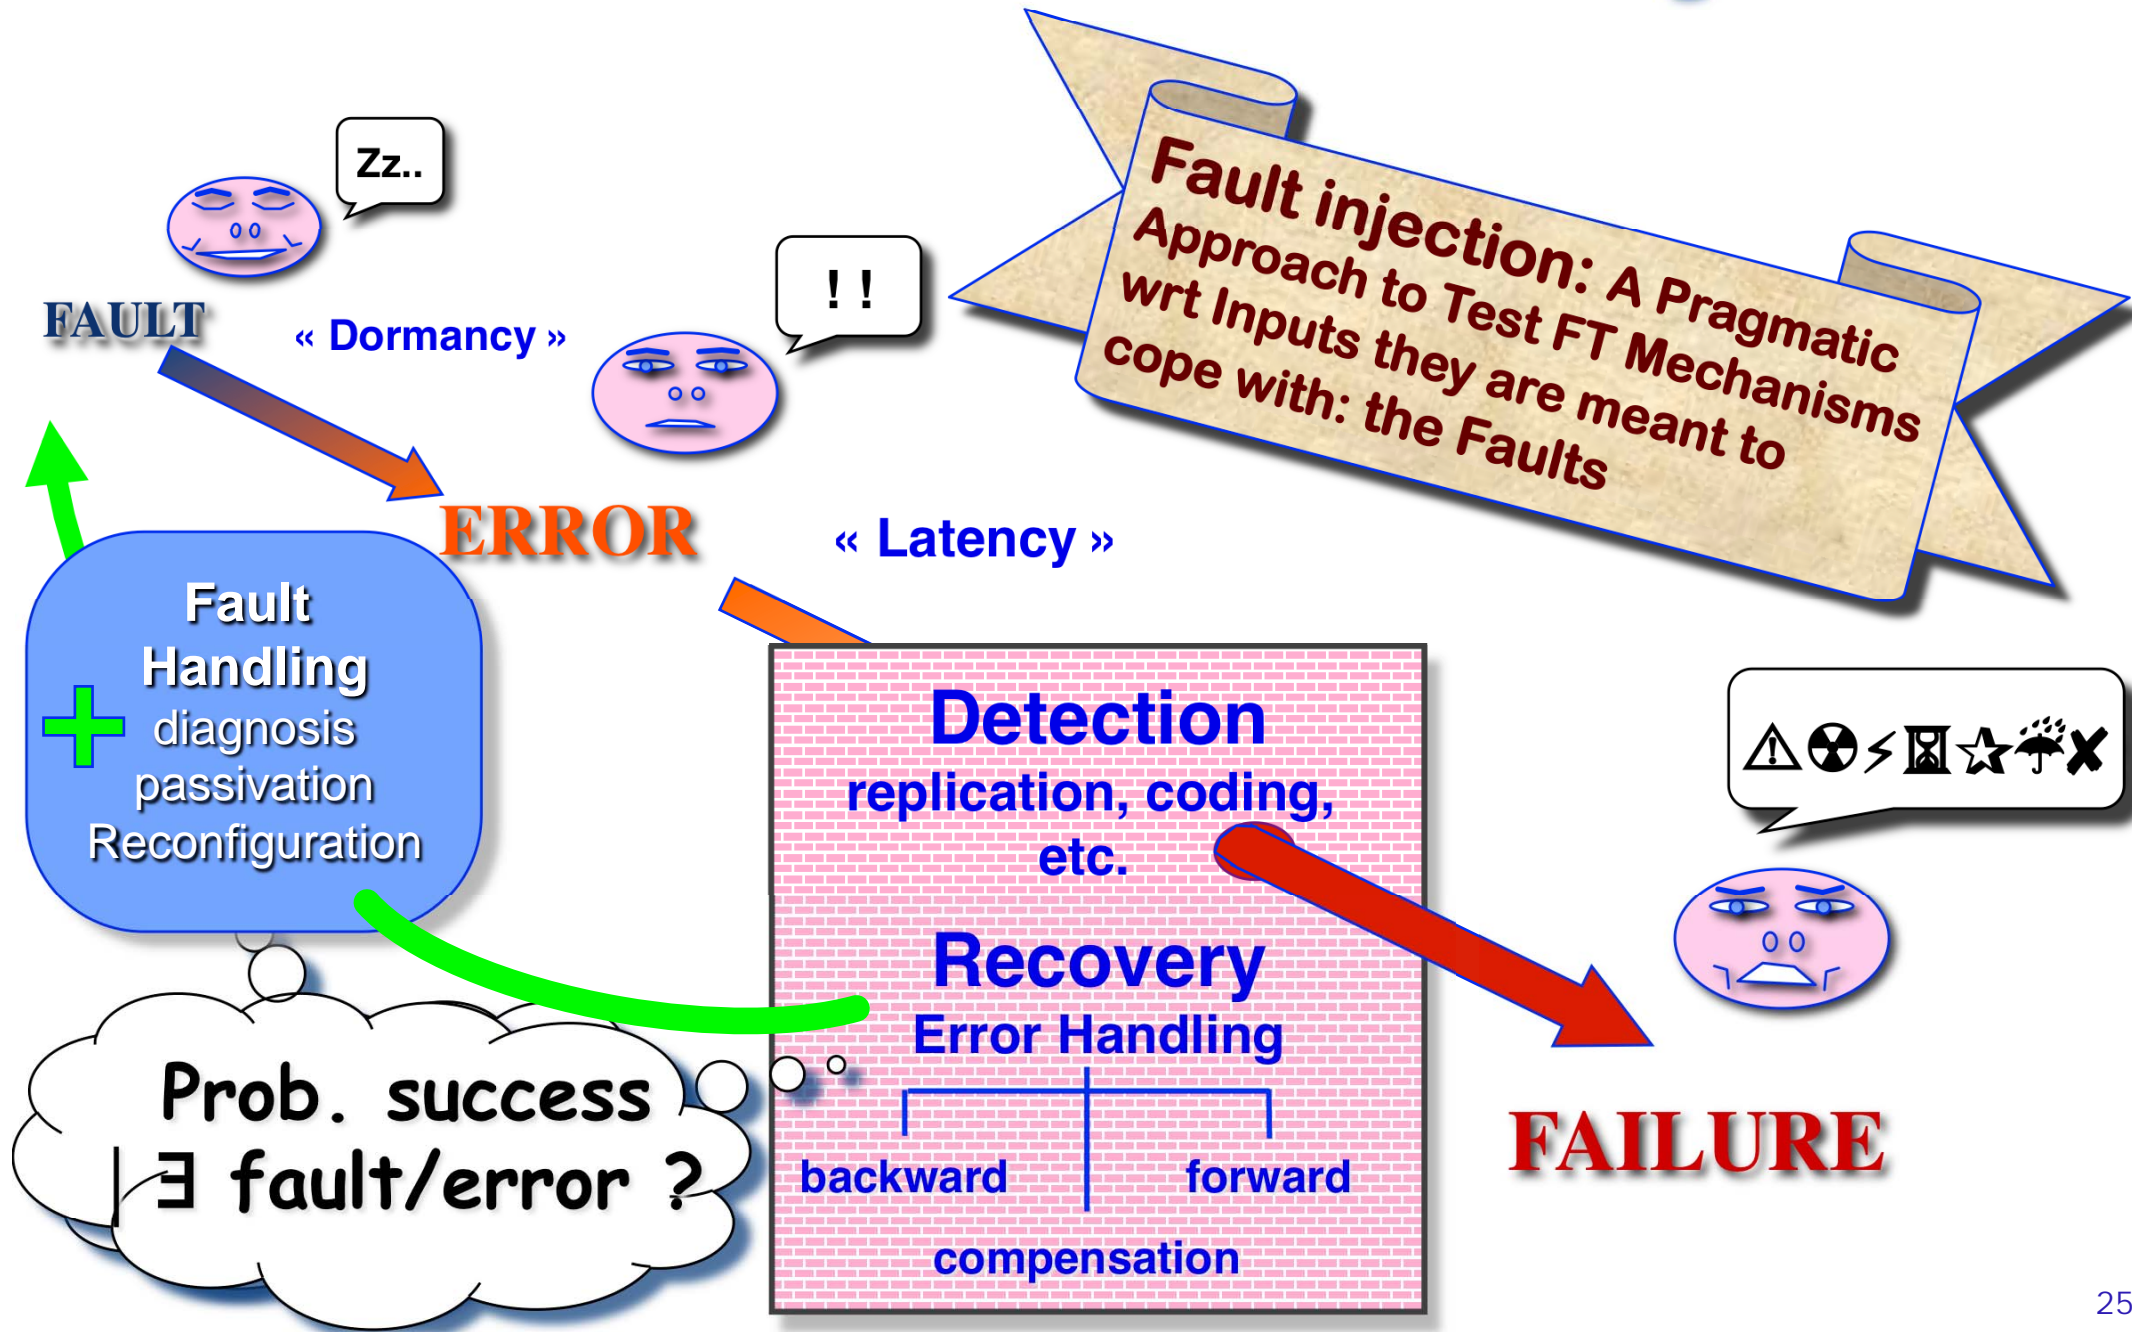 Zz..
FAULT
« Dormancy »
! !
Fault injection: A Pragmatic
Approach to Test FT Mechanisms
wrt Inputs they are meant to
cope with: the Faults
ERROR
« Latency »
Fault
Handling
diagnosis
passivation
Reconfiguration
Detection
replication, coding,
etc.
Recovery
Error Handling
backward
forward
compensation
Prob. success
| ∃ fault/error ?
FAILURE
25